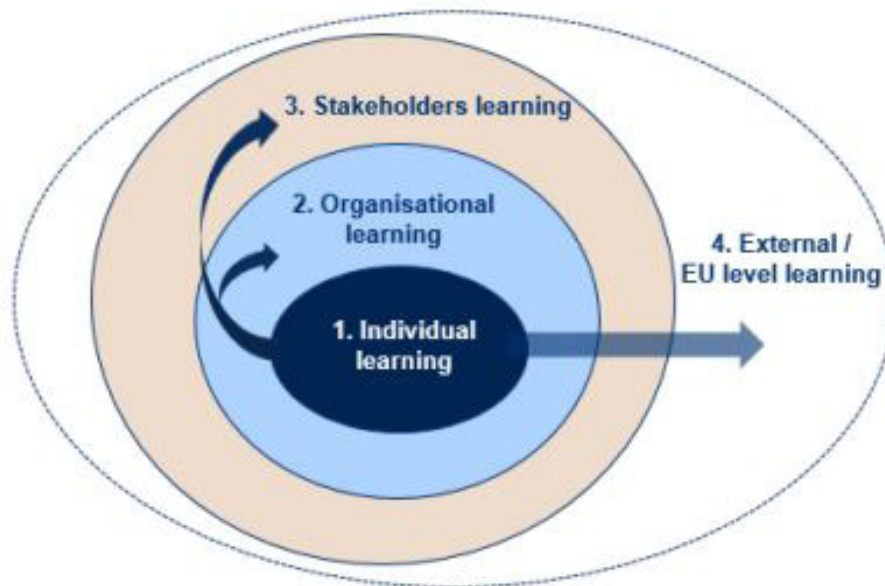 3. Stakeholders learning
2. Organisational
learning
4. External /
EU level learning
1. Individual
learning